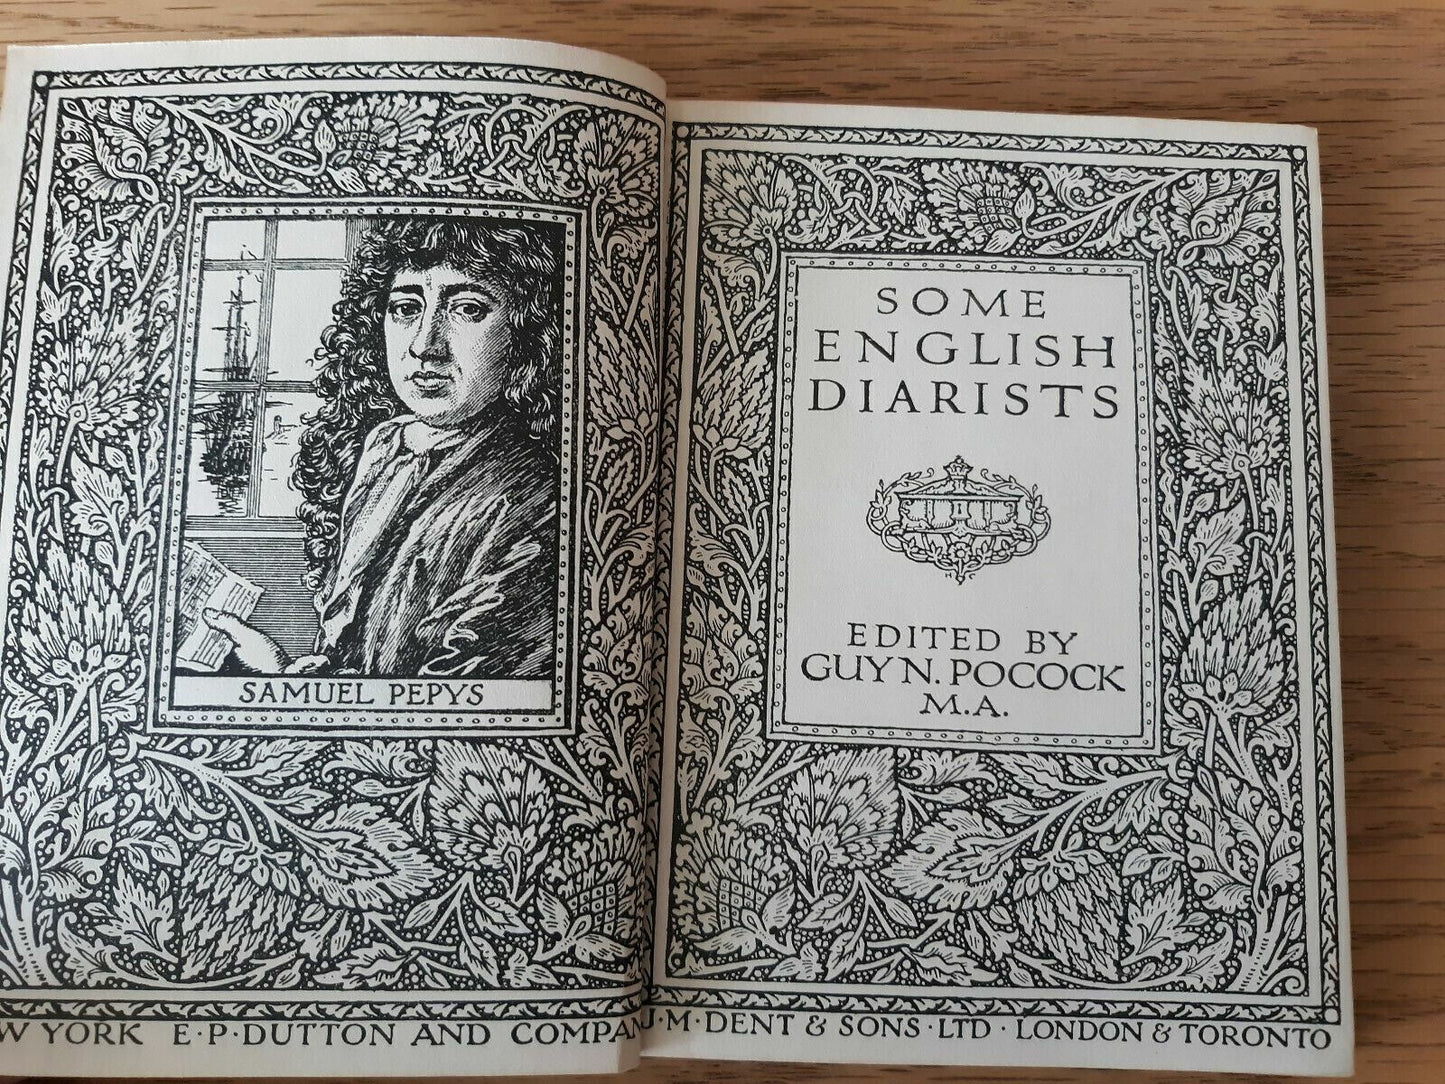 SAMUEL PEPYS
W YORK E·P·DUTTON AND COMPAN
SOME
ENGLISH
DIARISTS
H C
EDITED BY
GUY N. POCOCK
M.A.
J·M·DENT & SONS·LTD·LONDON & TORONTO